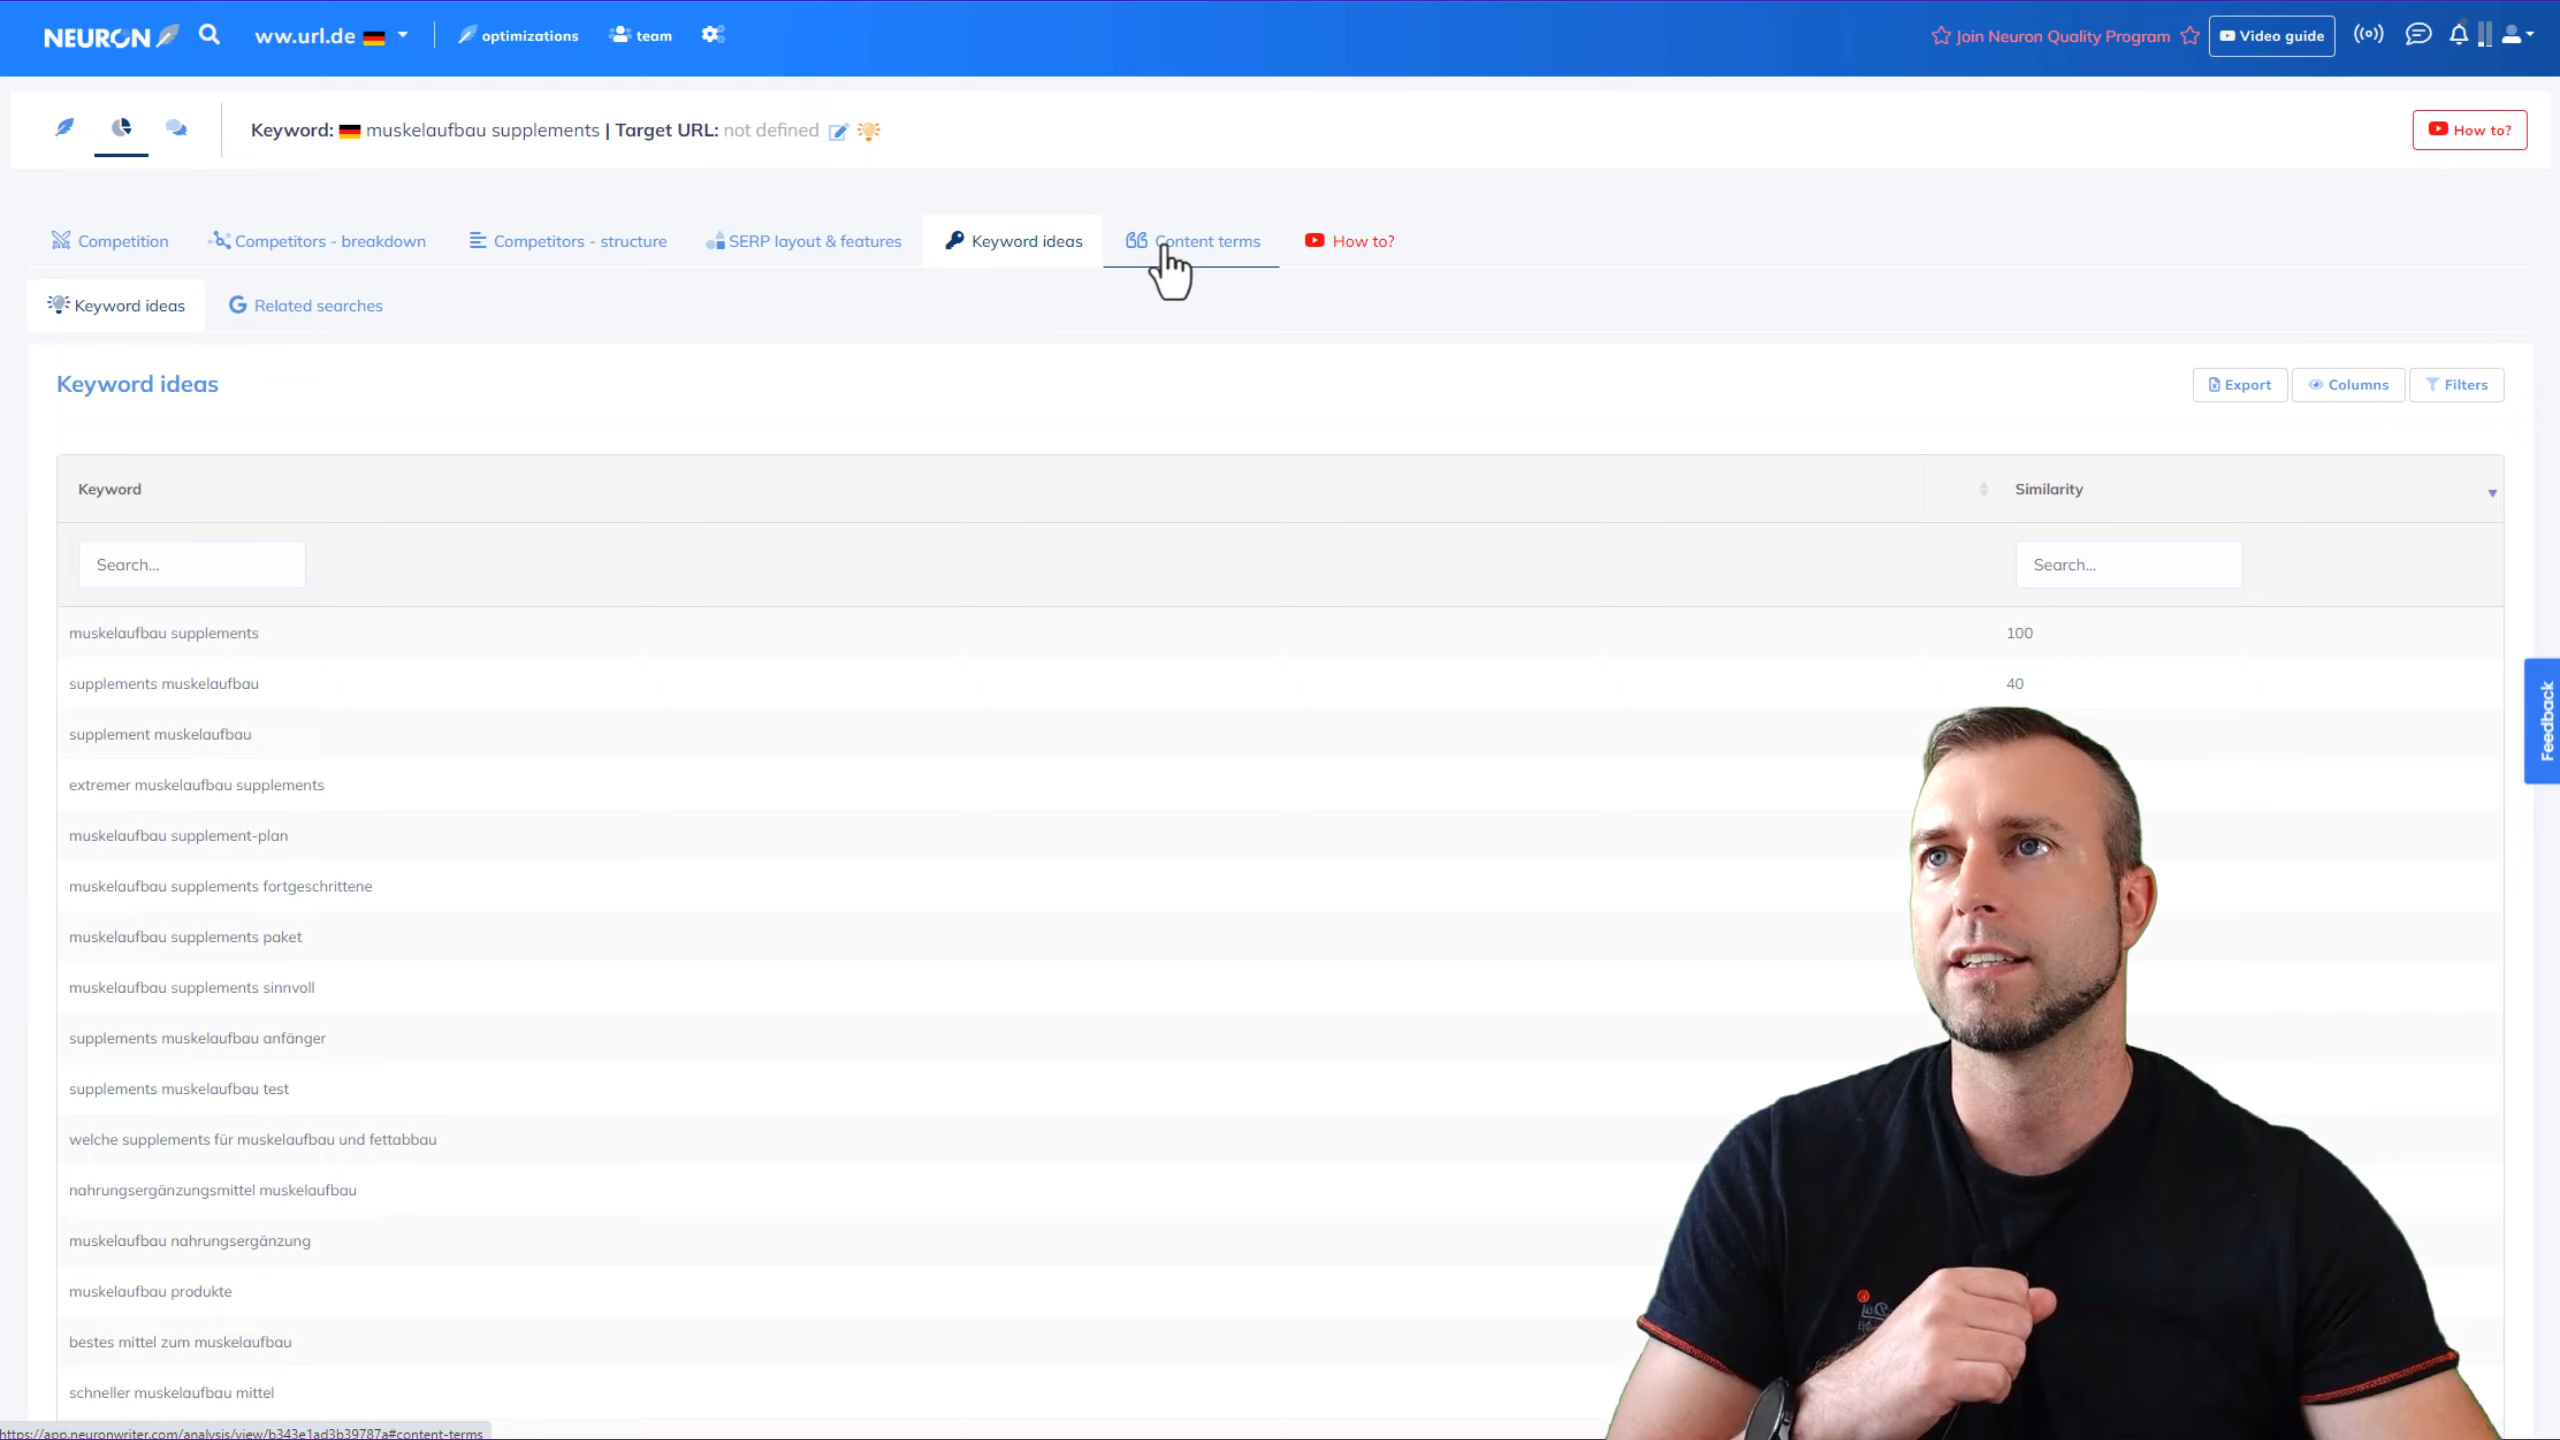 NEURON
ww.url.de
optimizations
team
Join Neuron Quality Program
Video guide
Keyword: muskelaufbau supplements | Target URL: not defined
How to?
Competition
Competitors - breakdown
Competitors - structure
SERP layout & features
Keyword ideas
Content terms
How to?
Keyword ideas
Related searches
Keyword ideas
Export
Columns
Filters
Keyword
Similarity
Search...
Search...
muskelaufbau supplements
100
supplements muskelaufbau
40
supplement muskelaufbau
extremer muskelaufbau supplements
muskelaufbau supplement-plan
muskelaufbau supplements fortgeschrittene
muskelaufbau supplements paket
muskelaufbau supplements sinnvoll
supplements muskelaufbau anfänger
supplements muskelaufbau test
welche supplements für muskelaufbau und fettabbau
nahrungsergänzungsmittel muskelaufbau
muskelaufbau nahrungsergänzung
muskelaufbau produkte
bestes mittel zum muskelaufbau
schneller muskelaufbau mittel
Feedback
https://app.neuronwriter.com/analysis/view/b343e1ad3b39787a#content-terms